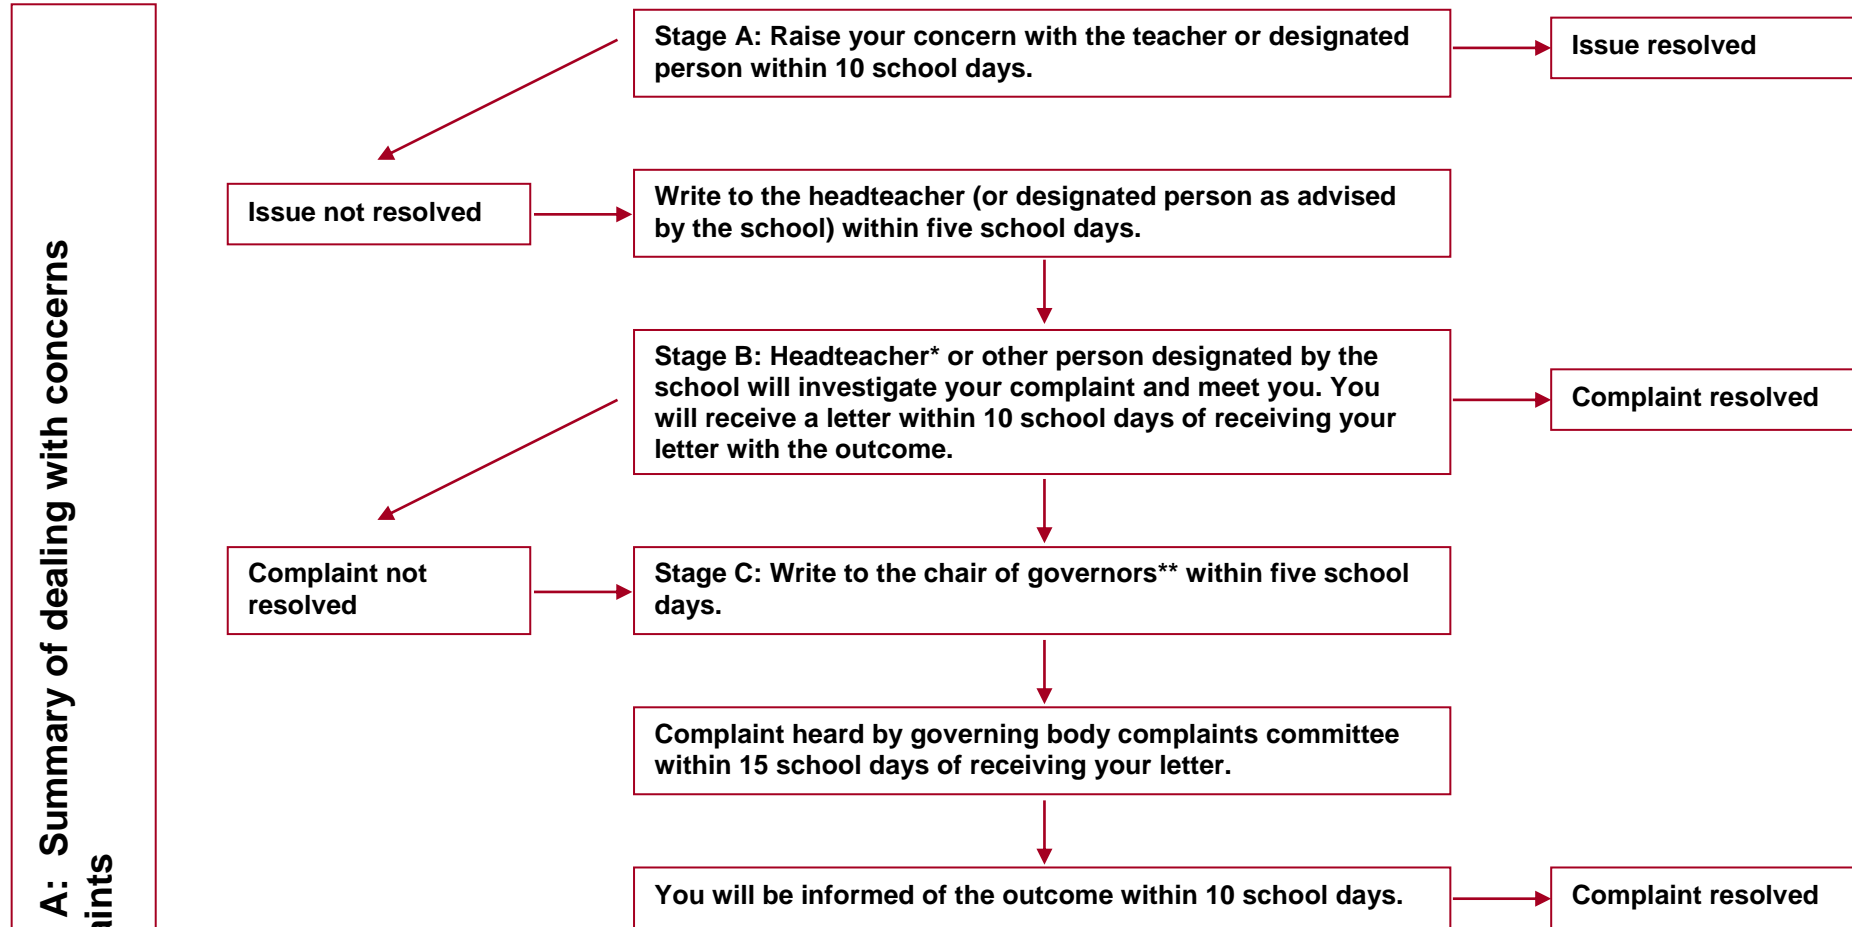 A: Summary of dealing with concerns
Stage A: Raise your concern with the teacher or designated
person within 10 school days.
Issue resolved
Issue not resolved
Write to the headteacher (or designated person as advised
by the school) within five school days.
Stage B: Headteacher* or other person designated by the
school will investigate your complaint and meet you. You
will receive a letter within 10 school days of receiving your
letter with the outcome.
Complaint resolved
Complaint not
resolved
Stage C: Write to the chair of governors** within five school
days.
Complaint heard by governing body complaints committee
within 15 school days of receiving your letter.
You will be informed of the outcome within 10 school days.
Complaint resolved